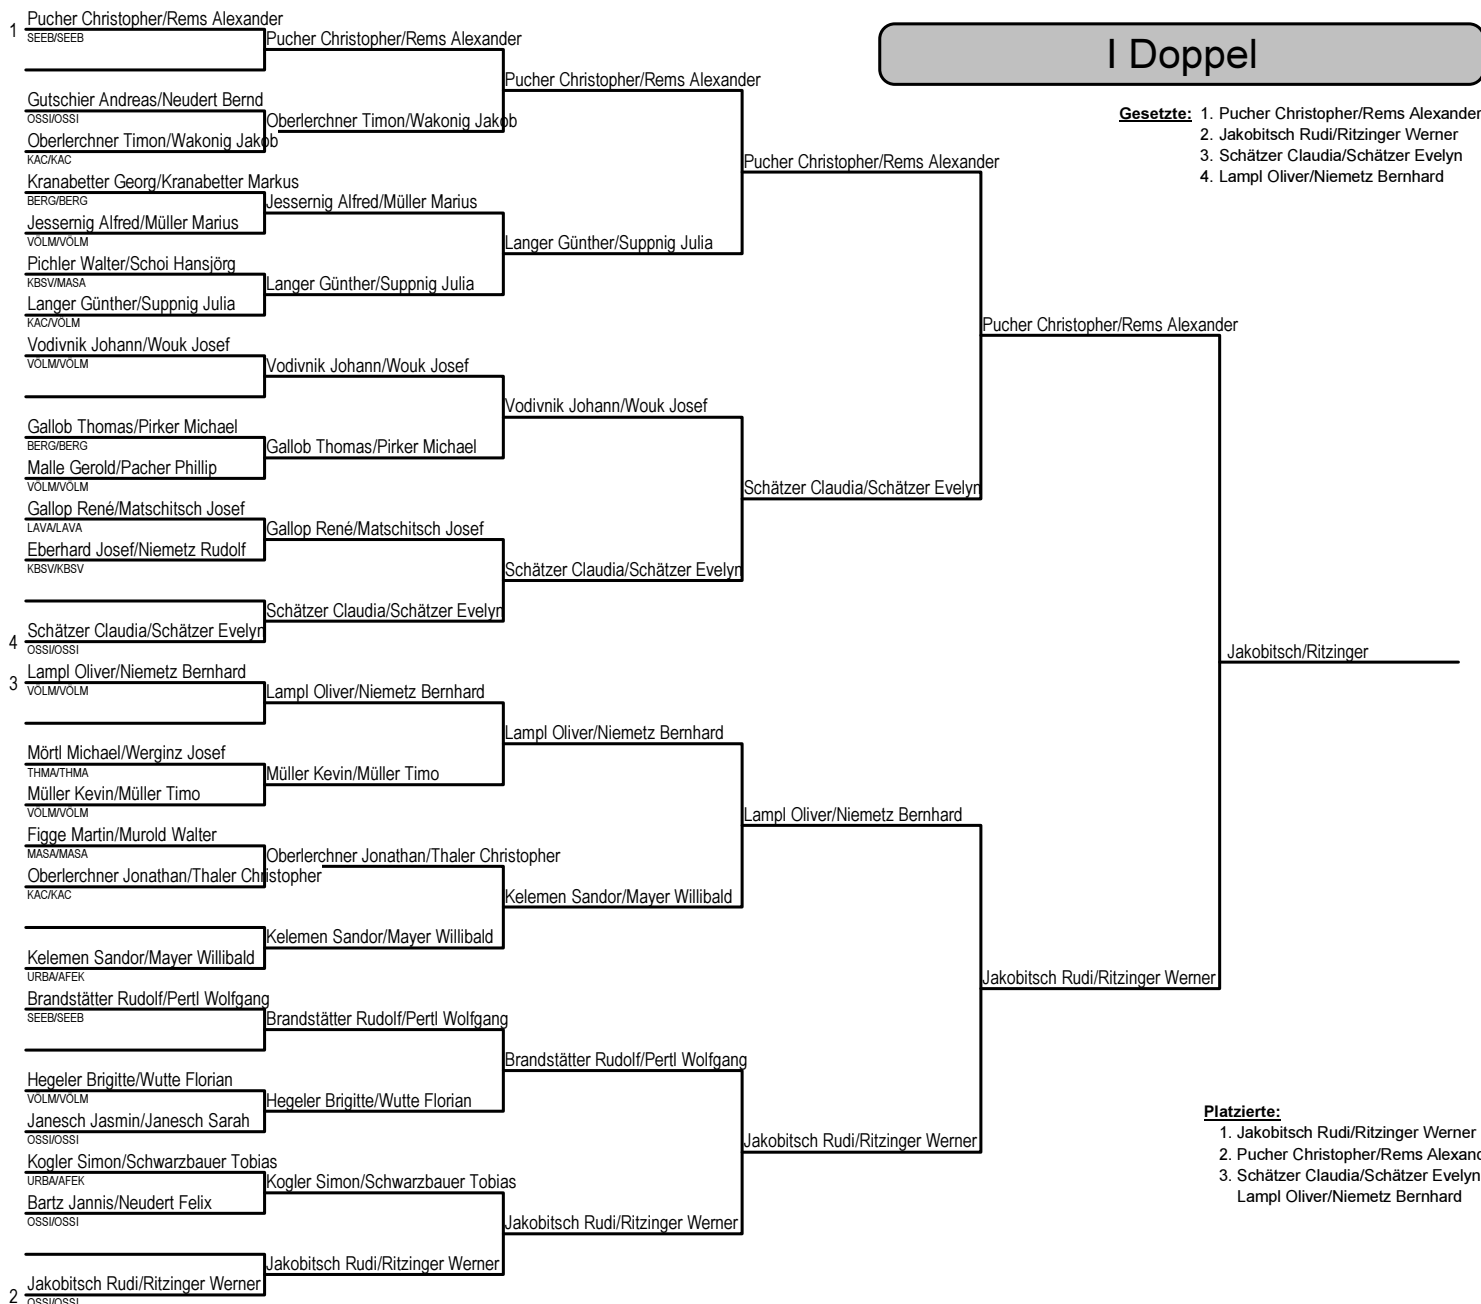 I Doppel
Gesetzte: 1. Pucher Christopher/Rems Alexander
2. Jakobitsch Rudi/Ritzinger Werner
3. Schätzer Claudia/Schätzer Evelyn
4. Lampl Oliver/Niemetz Bernhard
1
Pucher Christopher/Rems Alexander
SEEB/SEEB
Gutschier Andreas/Neudert Bernd
OSSI/OSSI
Oberlerchner Timon/Wakonig Jakob
KAC/KAC
Kranabetter Georg/Kranabetter Markus
BERG/BERG
Jessernig Alfred/Müller Marius
VÖLM/VÖLM
Pichler Walter/Schoi Hansjörg
KBSV/MASA
Langer Günther/Suppnig Julia
KAC/VÖLM
Vodivnik Johann/Wouk Josef
VÖLM/VÖLM
Gallob Thomas/Pirker Michael
BERG/BERG
Malle Gerold/Pacher Phillip
VÖLM/VÖLM
Gallop René/Matschitsch Josef
LAVA/LAVA
Eberhard Josef/Niemetz Rudolf
KBSV/KBSV
4
Schätzer Claudia/Schätzer Evelyn
OSSI/OSSI
3
Lampl Oliver/Niemetz Bernhard
VÖLM/VÖLM
Mörtl Michael/Werginz Josef
THMA/THMA
Müller Kevin/Müller Timo
VÖLM/VÖLM
Figge Martin/Murold Walter
MASA/MASA
Oberlerchner Jonathan/Thaler Christopher
KAC/KAC
Kelemen Sandor/Mayer Willibald
URBA/AFEK
Brandstätter Rudolf/Pertl Wolfgang
SEEB/SEEB
Hegeler Brigitte/Wutte Florian
VÖLM/VÖLM
Janesch Jasmin/Janesch Sarah
OSSI/OSSI
Kogler Simon/Schwarzbauer Tobias
URBA/AFEK
Bartz Jannis/Neudert Felix
OSSI/OSSI
2
Jakobitsch Rudi/Ritzinger Werner
OSSI/OSSI
Pucher Christopher/Rems Alexander
Oberlerchner Timon/Wakonig Jakob
Jessernig Alfred/Müller Marius
Langer Günther/Suppnig Julia
Vodivnik Johann/Wouk Josef
Gallob Thomas/Pirker Michael
Gallop René/Matschitsch Josef
Schätzer Claudia/Schätzer Evelyn
Lampl Oliver/Niemetz Bernhard
Müller Kevin/Müller Timo
Oberlerchner Jonathan/Thaler Christopher
Kelemen Sandor/Mayer Willibald
Brandstätter Rudolf/Pertl Wolfgang
Hegeler Brigitte/Wutte Florian
Kogler Simon/Schwarzbauer Tobias
Jakobitsch Rudi/Ritzinger Werner
Pucher Christopher/Rems Alexander
Langer Günther/Suppnig Julia
Vodivnik Johann/Wouk Josef
Schätzer Claudia/Schätzer Evelyn
Lampl Oliver/Niemetz Bernhard
Kelemen Sandor/Mayer Willibald
Brandstätter Rudolf/Pertl Wolfgang
Jakobitsch Rudi/Ritzinger Werner
Pucher Christopher/Rems Alexander
Schätzer Claudia/Schätzer Evelyn
Lampl Oliver/Niemetz Bernhard
Jakobitsch Rudi/Ritzinger Werner
Pucher Christopher/Rems Alexander
Jakobitsch Rudi/Ritzinger Werner
Jakobitsch/Ritzinger
Platzierte:
1. Jakobitsch Rudi/Ritzinger Werner
2. Pucher Christopher/Rems Alexand
3. Schätzer Claudia/Schätzer Evelyn
Lampl Oliver/Niemetz Bernhard